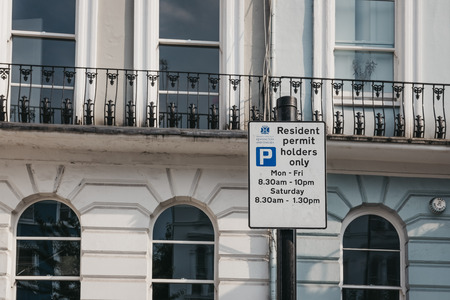 Resident
permit
holders
only
P
Mon - Fri
8.30am - 10pm
Saturday
8.30am - 1.30pm